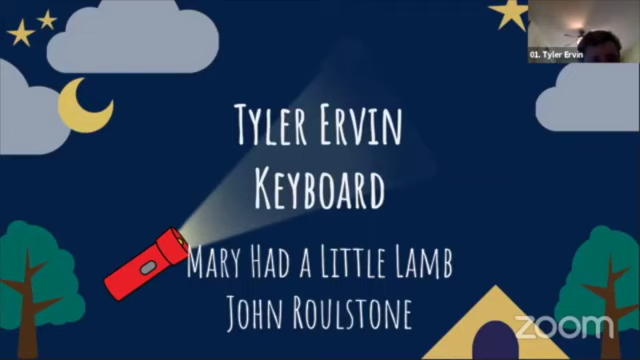 01. Tyler Ervin
TYLER ERVIN
KEYBOARD
MARY HAD A LITTLE LAMB
JOHN ROULSTONE
zoom